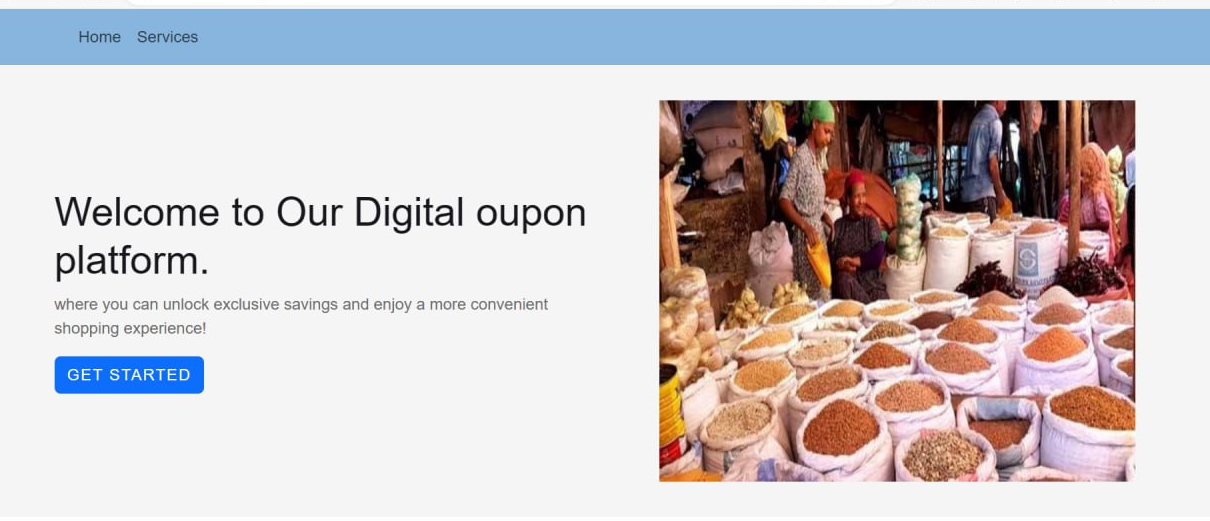 Home Services
Welcome to Our Digital oupon
platform.
where you can unlock exclusive savings and enjoy a more convenient
shopping experience!
GET STARTED